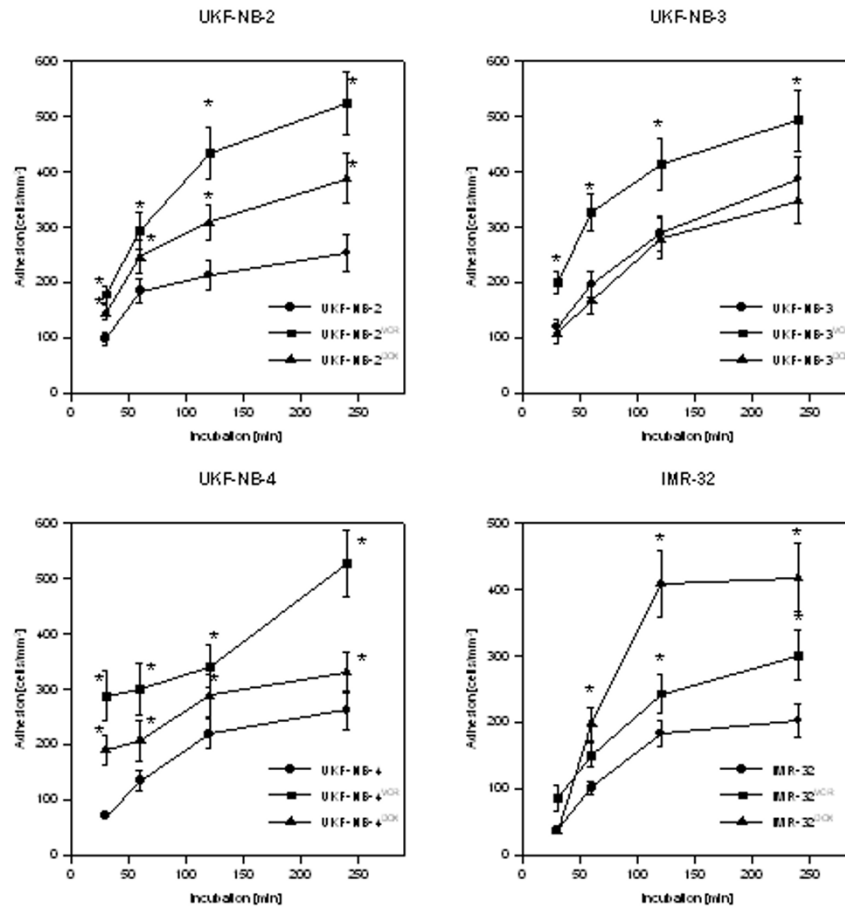 UKF-NB-2
600
500
400
300
200
100
0
0 50 100 150 200 250
Adhesion [cells/mm²]
Incubation [min]
* * * * * * * *
UKF-NB-2
UKF-NB-2VCR
UKF-NB-2DOX
UKF-NB-3
600
500
400
300
200
100
0
0 50 100 150 200 250
Adhesion [cells/mm²]
Incubation [min]
* * * *
UKF-NB-3
UKF-NB-3
UKF-NB-3
UKF-NB-4
600
500
400
300
200
100
0
0 50 100 150 200 250
Adhesion [cells/mm²]
Incubation [min]
* * * * * * * *
UKF-NB-4
UKF-NB-4VCR
UKF-NB-4DOX
IMR-32
500
400
300
200
100
0
0 50 100 150 200 250
Adhesion [cells/mm²]
Incubation [min]
* * * * *
IMR-32
IMR-32VCR
IMR-32DOX